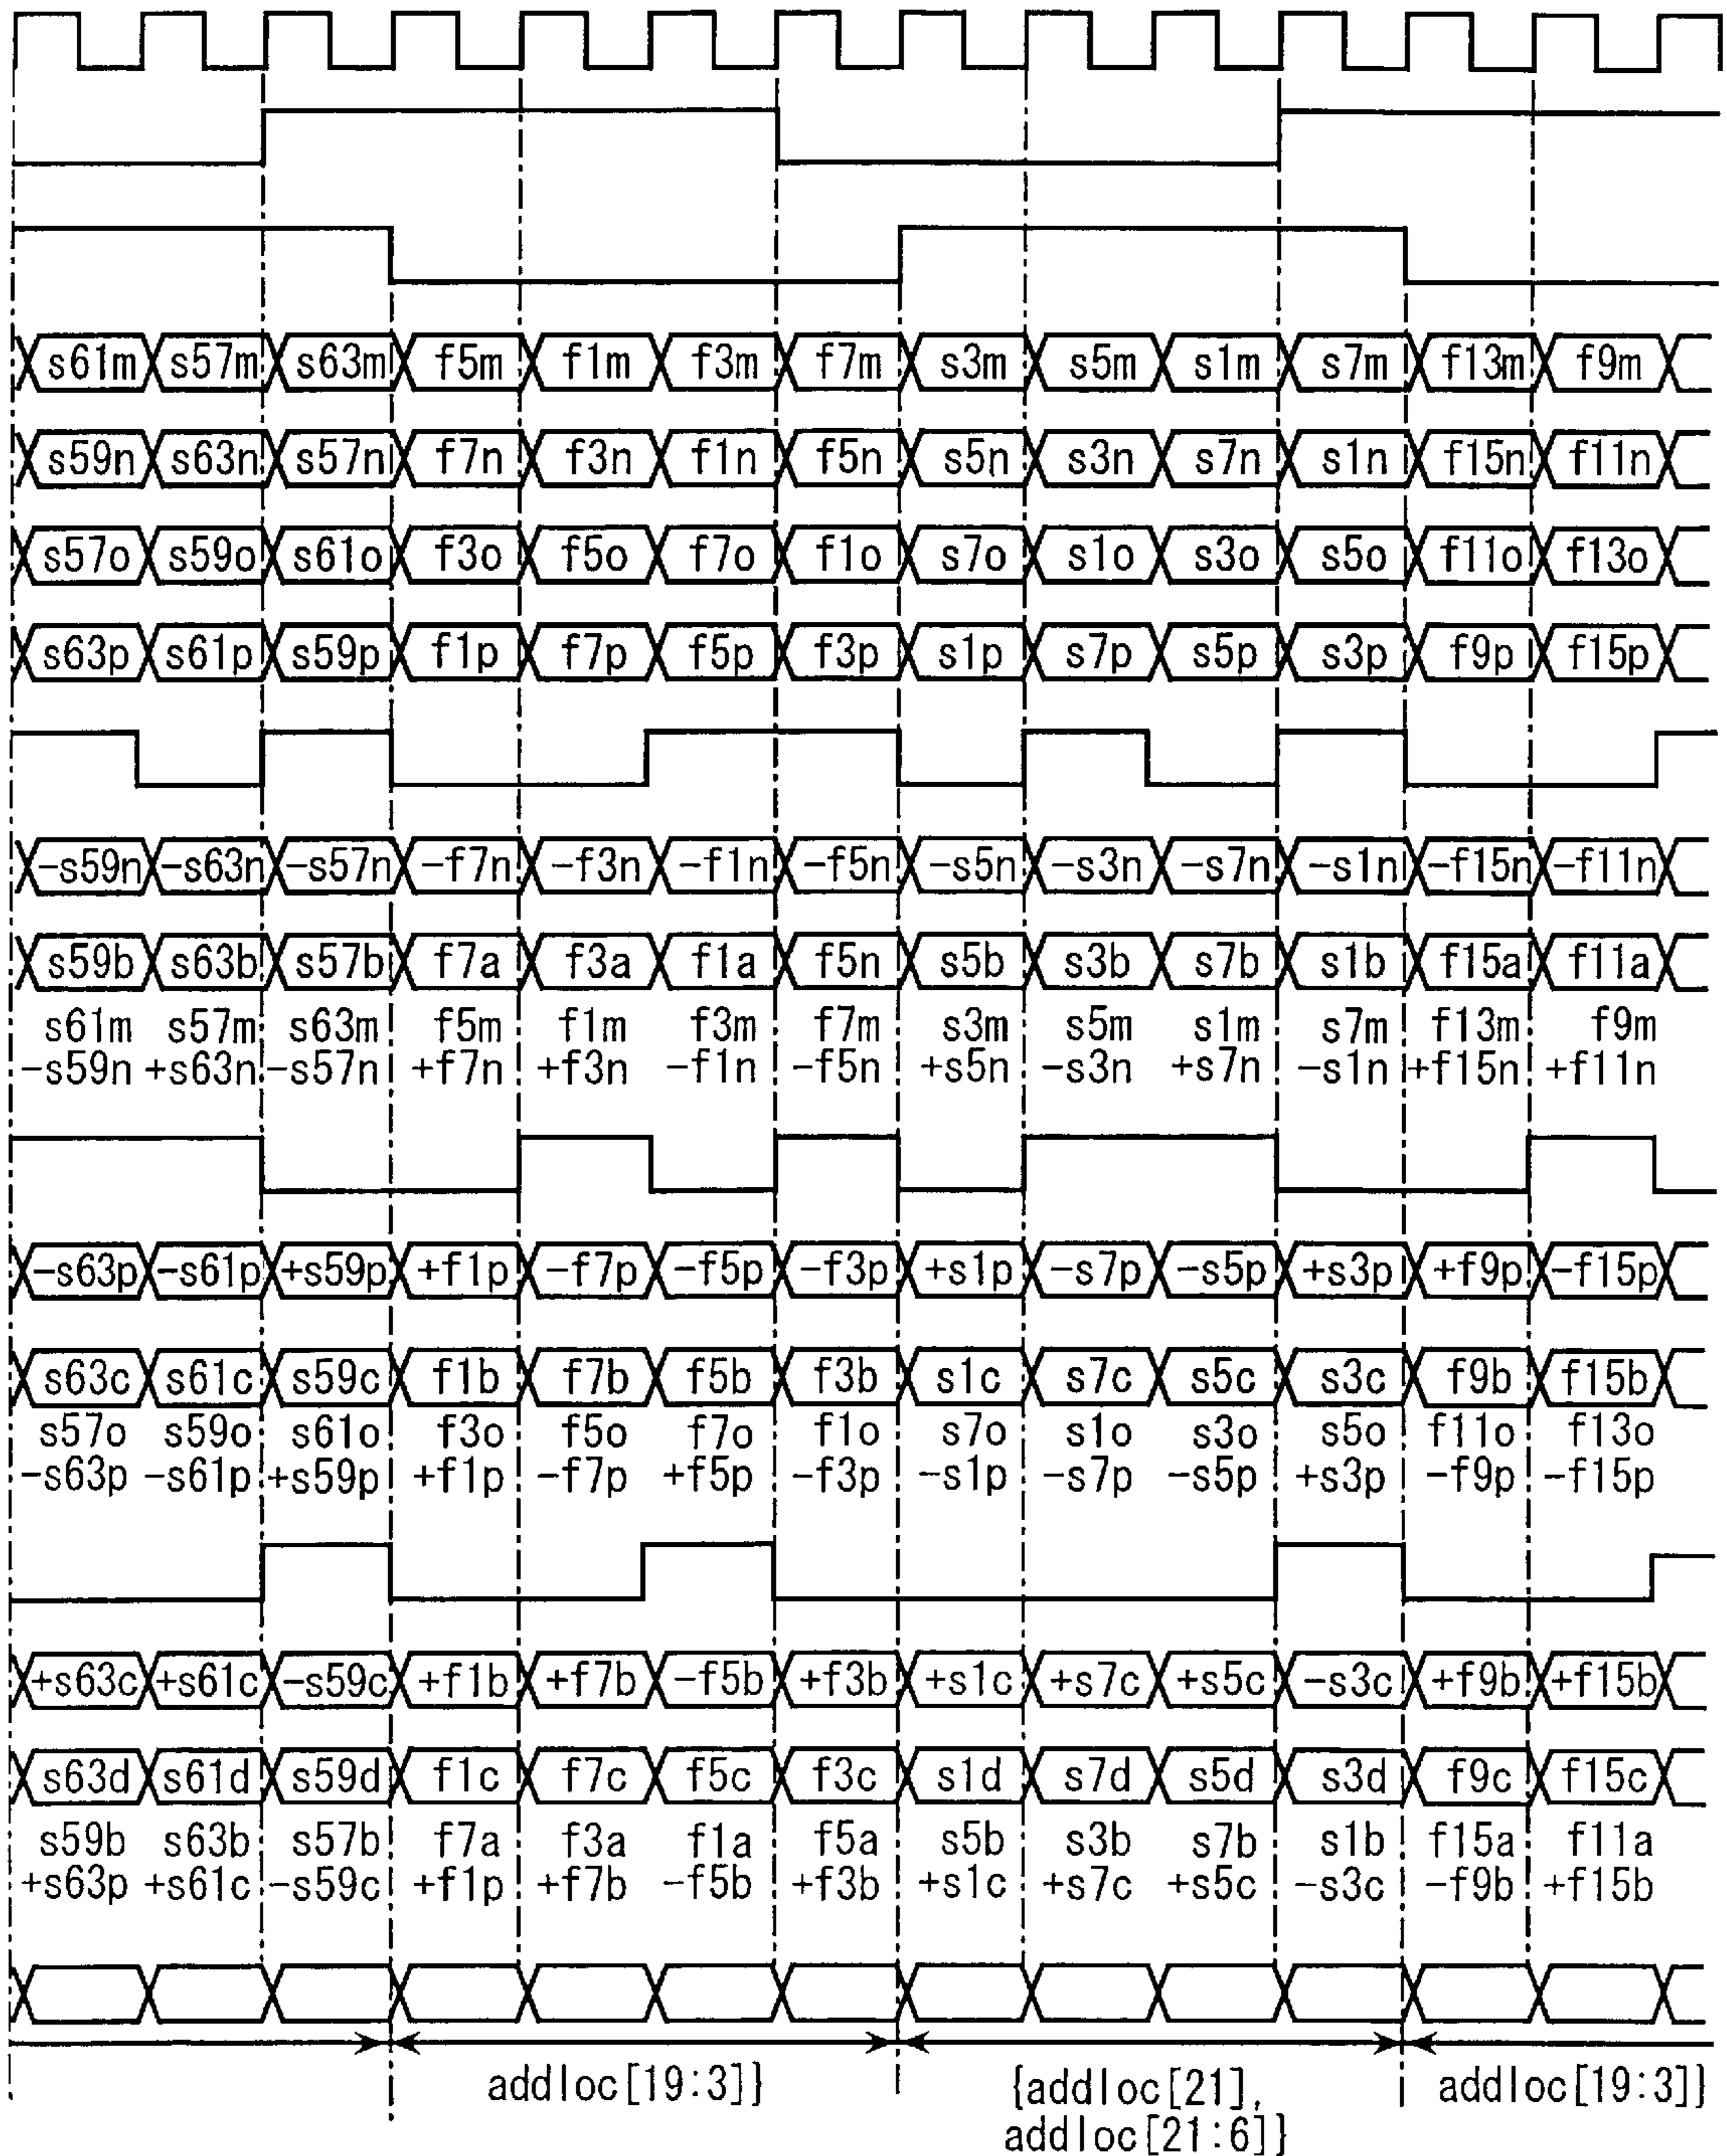 s61m s57m s63m f5m f1m f3m f7m s3m s5m s1m s7m f13m f9m
s59n s63n s57n f7n f3n f1n f5n s5n s3n s7n s1n f15n f11n
s57o s59o s61o f3o f5o f7o f1o s7o s1o s3o s5o f11o f13o
s63p s61p s59p f1p f7p f5p f3p s1p s7p s5p s3p f9p f15p
-s59n -s63n -s57n -f7n -f3n -f1n -f5n -s5n -s3n -s7n -s1n -f15n -f11n
s59b s63b s57b f7a f3a f1a f5n s5b s3b s7b s1b f15a f11a
s61m s57m s63m f5m f1m f3m f7m s3m s5m s1m s7m f13m f9m
-s59n +s63n -s57n +f7n +f3n -f1n -f5n +s5n -s3n +s7n -s1n +f15n +f11n
-s63p -s61p +s59p +f1p -f7p -f5p -f3p +s1p -s7p -s5p +s3p +f9p -f15p
s63c s61c s59c f1b f7b f5b f3b s1c s7c s5c s3c f9b f15b
s57o s59o s61o f3o f5o f7o f1o s7o s1o s3o s5o f11o f13o
-s63p -s61p +s59p +f1p -f7p +f5p -f3p -s1p -s7p -s5p +s3p -f9p -f15p
+s63c +s61c -s59c +f1b +f7b -f5b +f3b +s1c +s7c +s5c -s3c +f9b +f15b
s63d s61d s59d f1c f7c f5c f3c s1d s7d s5d s3d f9c f15c
s59b s63b s57b f7a f3a f1a f5a s5b s3b s7b s1b f15a f11a
+s63p +s61c -s59c +f1p +f7b -f5b +f3b +s1c +s7c +s5c -s3c -f9b +f15b
addloc[19:3]} {addloc[21], addloc[19:3]}
addloc[21:6]}